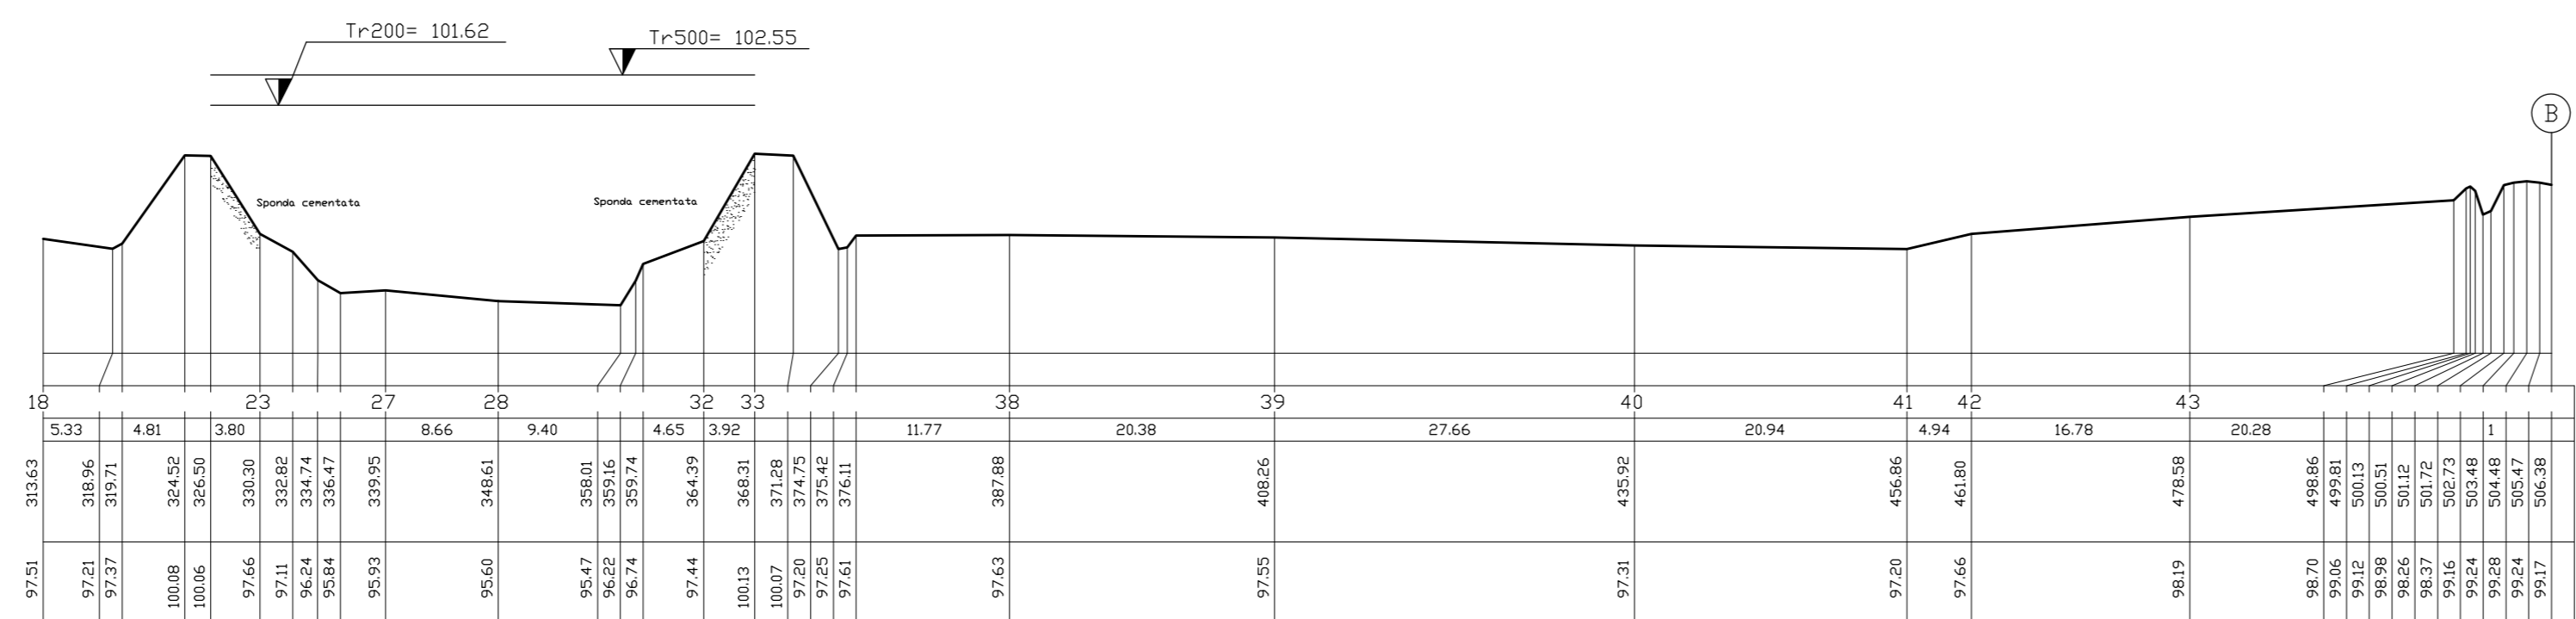 Tr200= 101.62
Tr500= 102.55
B
Sponda cementata
Sponda cementata
18 23 27 28 32 33 38 39 40 41 42 43
5.33 4.81 3.80 8.66 9.40 4.65 3.92 11.77 20.38 27.66 20.94 4.94 16.78 20.28 1
313.63 318.96 319.71 324.52 326.50 330.30 332.82 334.74 336.47 339.95 348.61 358.01 359.16 359.74 364.39 368.31 371.28 374.75 375.42 376.11 387.88 408.26 435.92 456.86 461.80 478.58 498.86 499.81 500.13 500.51 501.12 501.72 502.73 503.48 504.48 505.47 506.38
97.51 97.21 97.37 100.08 100.06 97.66 97.11 96.24 95.84 95.93 95.60 95.47 96.22 96.74 97.44 100.13 100.07 97.20 97.25 97.61 97.63 97.55 97.31 97.20 97.66 98.19 98.70 99.06 99.12 98.98 98.26 98.37 99.16 99.24 99.28 99.24 99.17